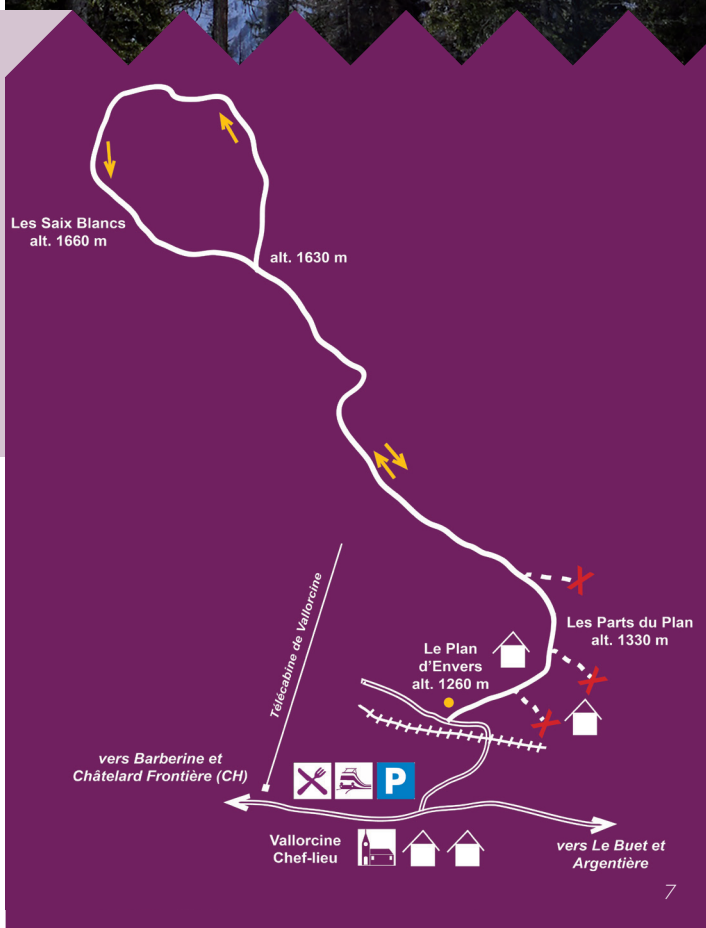 Les Saix Blancs
alt. 1660 m
alt. 1630 m
Les Parts du Plan
alt. 1330 m
Le Plan
d'Envers
alt. 1260 m
Télécabine de Vallorcine
vers Barberine et
Châtelard Frontière (CH)
P
Vallorcine
Chef-lieu
vers Le Buet et
Argentière
7